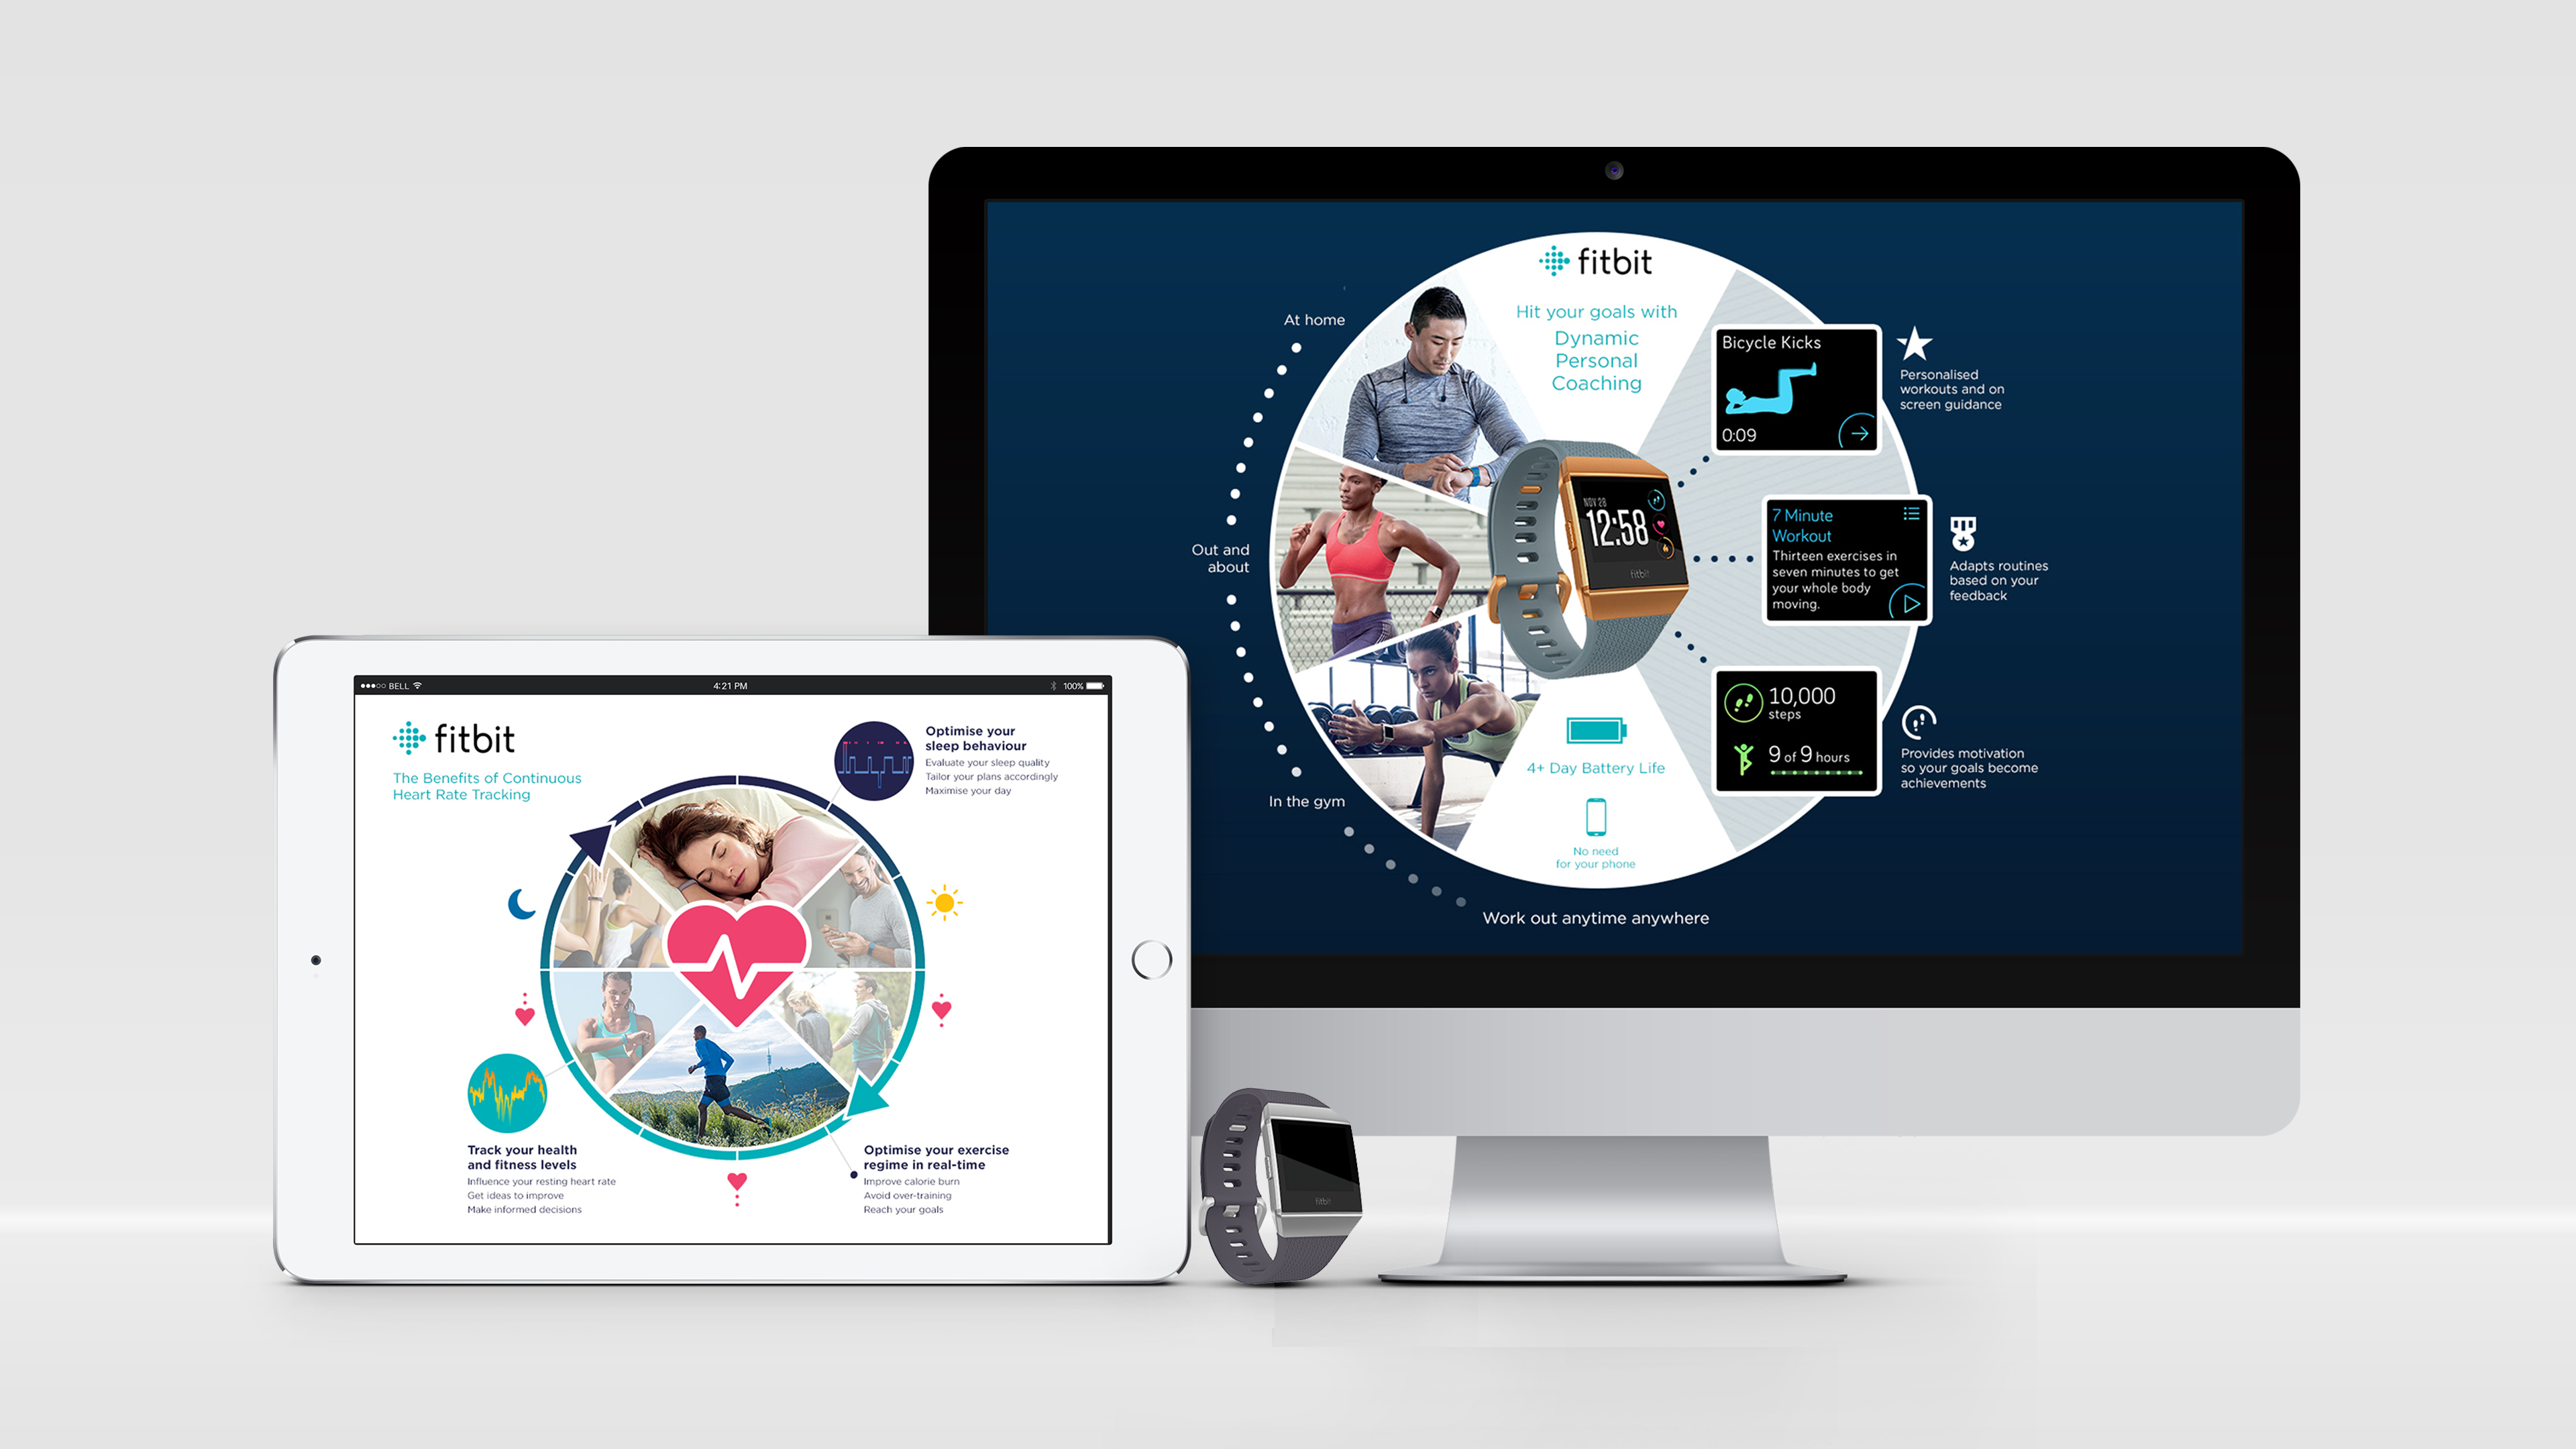 fitbit
Hit your goals with
Dynamic
Personal
Coaching
At home
Out and
about
In the gym
Work out anytime anywhere
NOV 28
12:58
fitbit
Bicycle Kicks
0:09
Personalised
workouts and on
screen guidance
7 Minute
Workout
Thirteen exercises in
seven minutes to get
your whole body
moving.
Adapts routines
based on your
feedback
10,000
steps
9 of 9 hours
Provides motivation
so your goals become
achievements
4+ Day Battery Life
No need
for your phone
BELL
4:21 PM
100%
fitbit
The Benefits of Continuous
Heart Rate Tracking
Optimise your
sleep behaviour
Evaluate your sleep quality
Tailor your plans accordingly
Maximise your day
Track your health
and fitness levels
Influence your resting heart rate
Get ideas to improve
Make informed decisions
Optimise your exercise
regime in real-time
Improve calorie burn
Avoid over-training
Reach your goals
fitbit